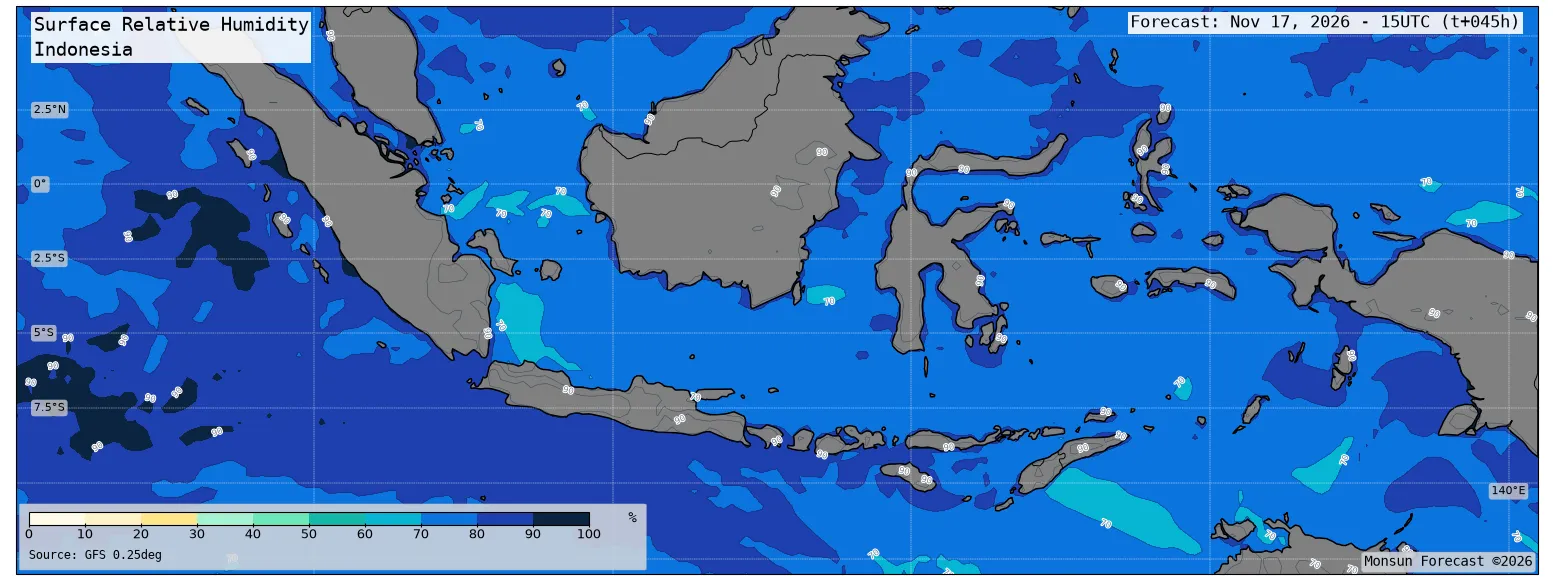 Surface Relative Humidity
Indonesia
Forecast: Nov 17, 2026 - 15UTC (t+045h)
2.5°N
0°
2.5°S
5°S
7.5°S
140°E
0 10 20 30 40 50 60 70 80 90 100
%
Source: GFS 0.25deg
Monsun Forecast ©2026